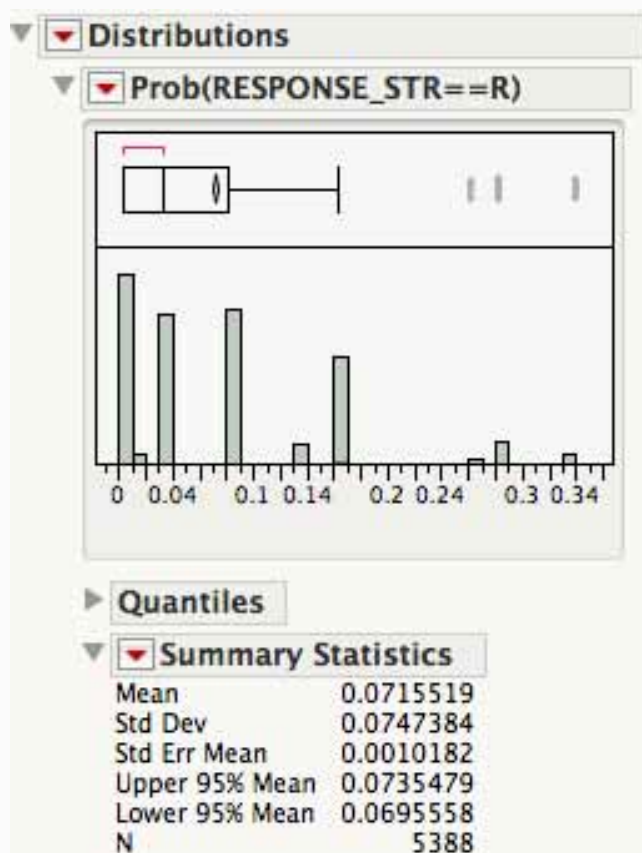 Distributions
Prob(RESPONSE_STR==R)
0 0.04 0.1 0.14 0.2 0.24 0.3 0.34
Quantiles
Summary Statistics
Mean 0.0715519
Std Dev 0.0747384
Std Err Mean 0.0010182
Upper 95% Mean 0.0735479
Lower 95% Mean 0.0695558
N 5388